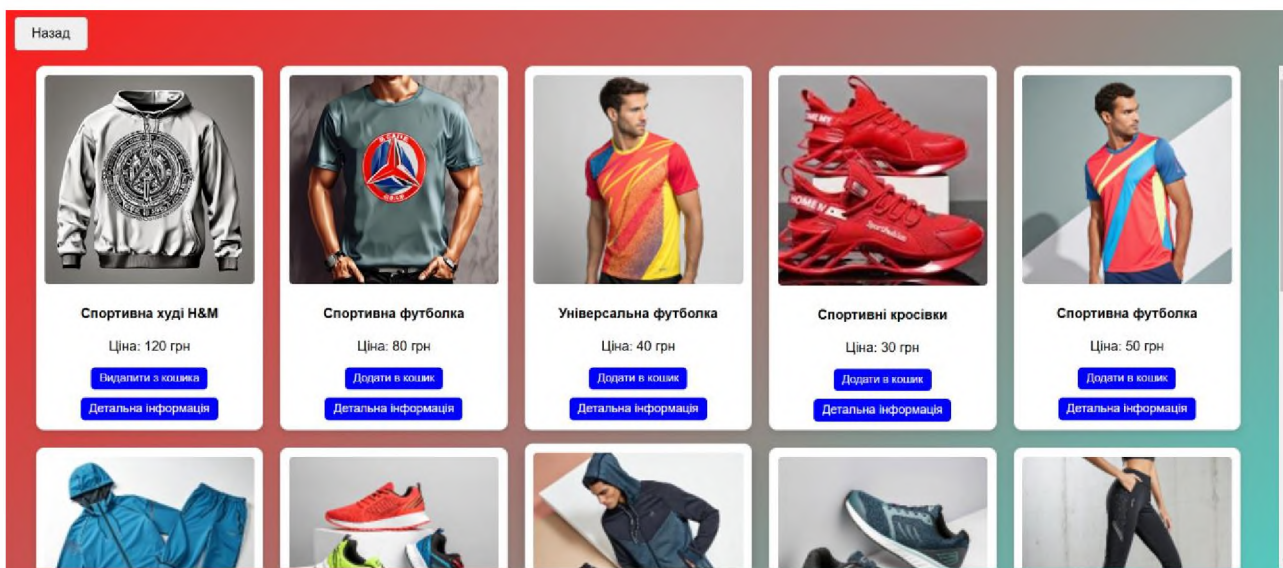 Назад
Спортивна худі H&M
Ціна: 120 грн
Видалити з кошика
Детальна інформація
Спортивна футболка
Ціна: 80 грн
Додати в кошик
Детальна інформація
Універсальна футболка
Ціна: 40 грн
Додати в кошик
Детальна інформація
Спортивні кросівки
Ціна: 30 грн
Додати в кошик
Детальна інформація
Спортивна футболка
Ціна: 50 грн
Додати в кошик
Детальна інформація